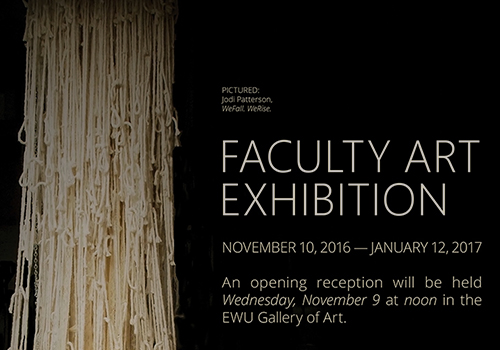 PICTURED:
Jodi Patterson,
WeFall. WeRise.
FACULTY ART
EXHIBITION
NOVEMBER 10, 2016 — JANUARY 12, 2017
An opening reception will be held
Wednesday, November 9 at noon in the
EWU Gallery of Art.